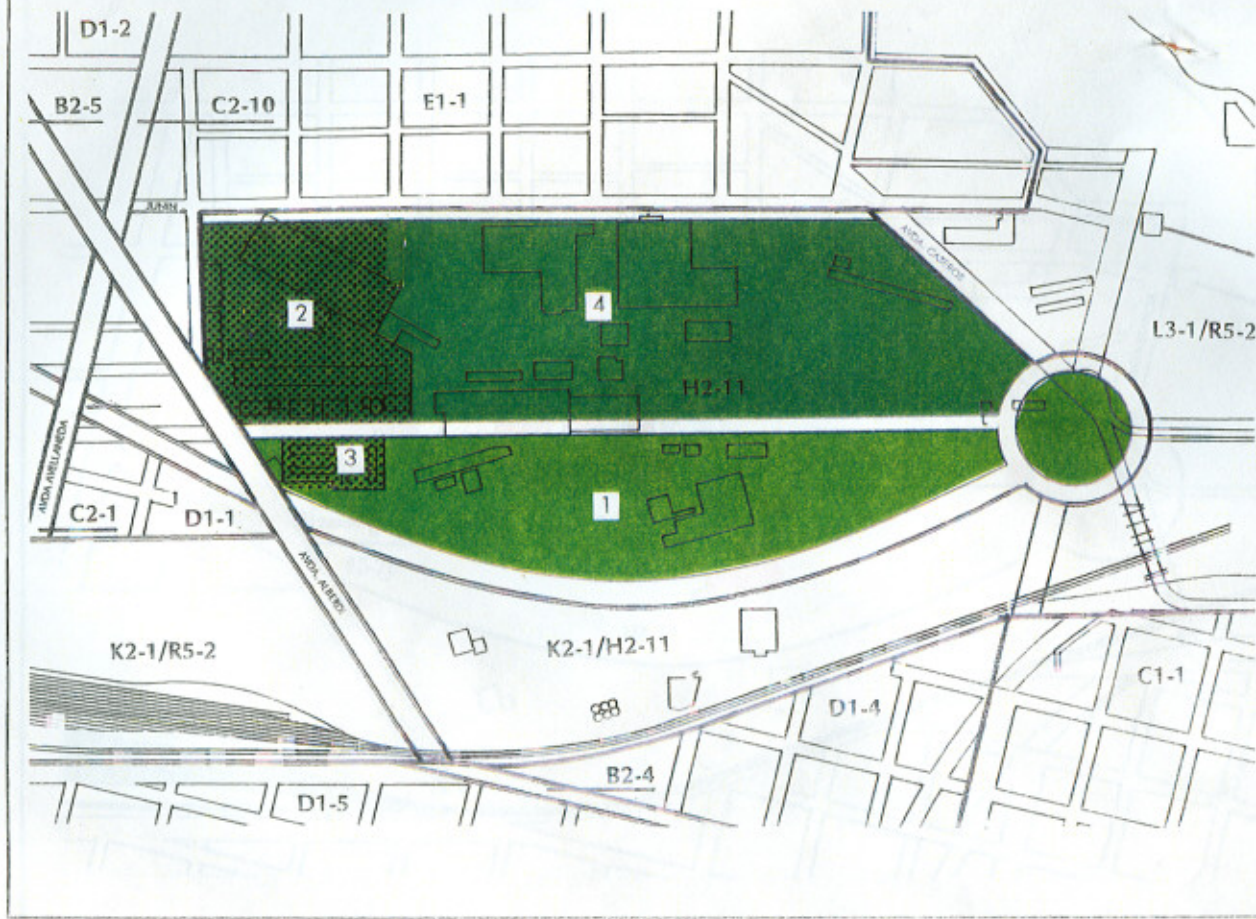 D1-2
B2-5
C2-10
E1-1
JUNIN
AVDA. CASEROS
2
4
L3-1/R5-2
H2-11
3
AVDA AVELLANEDA
1
C2-1
D1-1
AVDA. ALBERDI
K2-1/R5-2
K2-1/H2-11
C1-1
D1-4
B2-4
D1-5